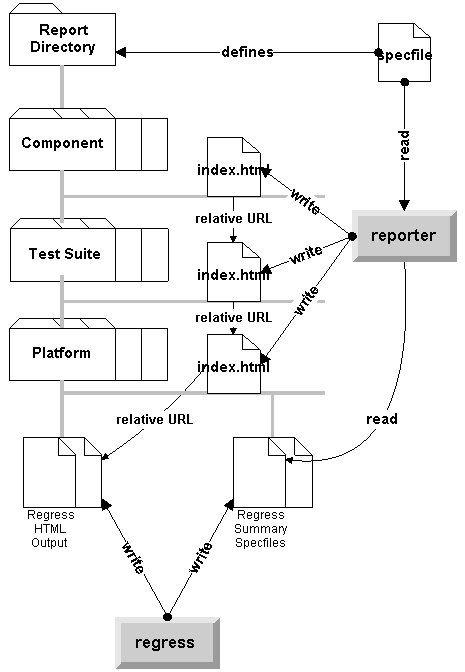 Report
Directory
defines
specfile
read
Component
index.html
write
relative URL
reporter
Test Suite
index.html
write
write
relative URL
Platform
index.html
relative URL
read
Regress
HTML
Output
Regress
Summary
Specfiles
write
write
regress